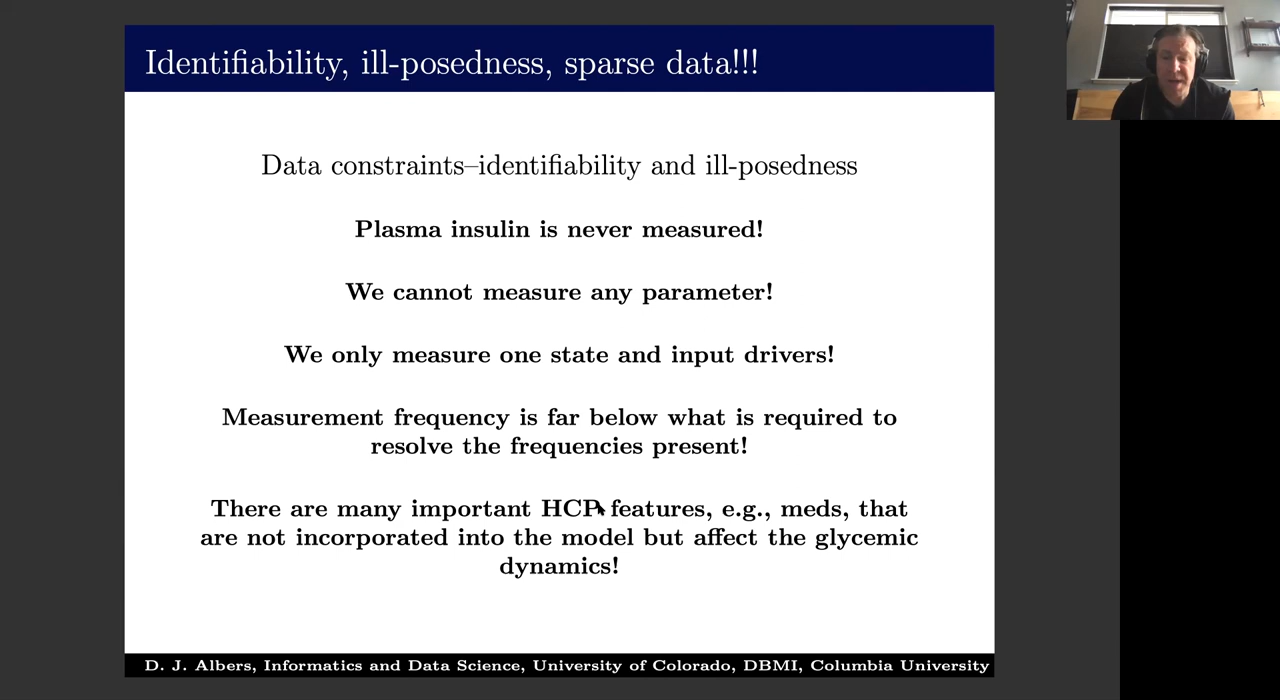 Identifiability, ill-posedness, sparse data!!!
Data constraints–identifiability and ill-posedness
Plasma insulin is never measured!
We cannot measure any parameter!
We only measure one state and input drivers!
Measurement frequency is far below what is required to
resolve the frequencies present!
There are many important HCP features, e.g., meds, that
are not incorporated into the model but affect the glycemic
dynamics!
D. J. Albers, Informatics and Data Science, University of Colorado, DBMI, Columbia University